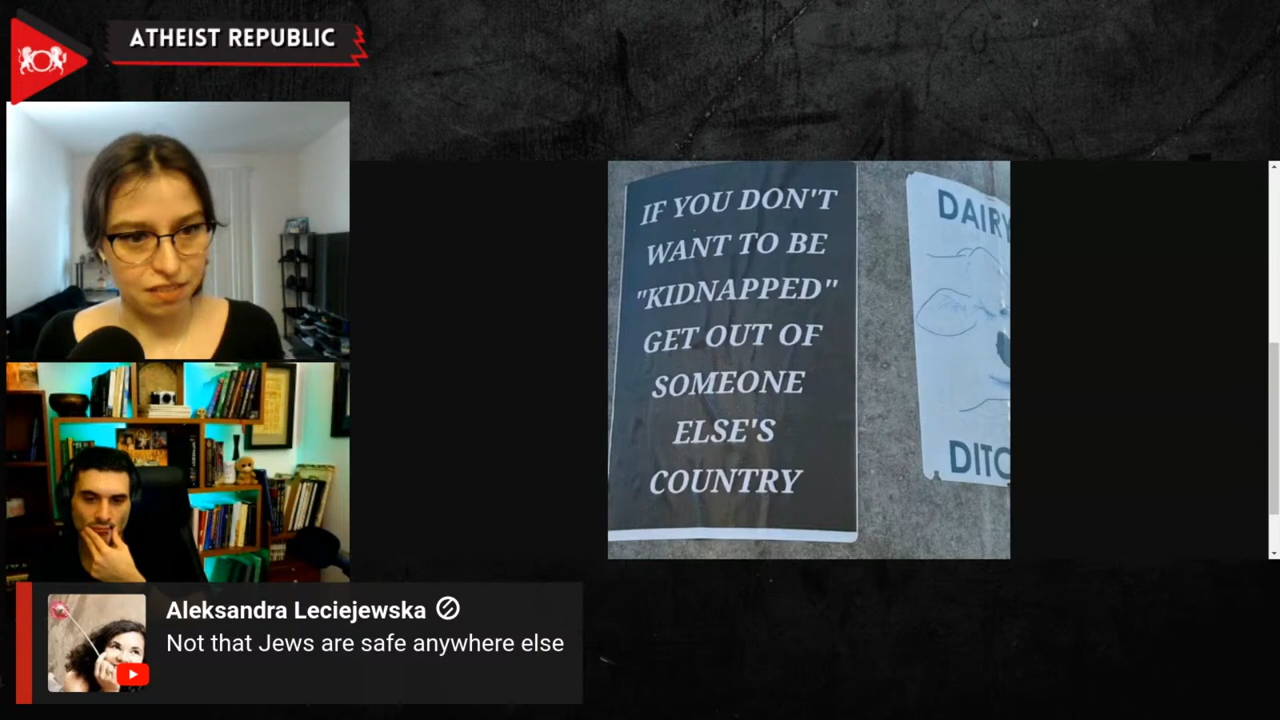 ATHEIST REPUBLIC
IF YOU DON'T
WANT TO BE
"KIDNAPPED"
GET OUT OF
SOMEONE
ELSE'S
COUNTRY
DAIRY
DITC
Aleksandra Leciejewska
Not that Jews are safe anywhere else